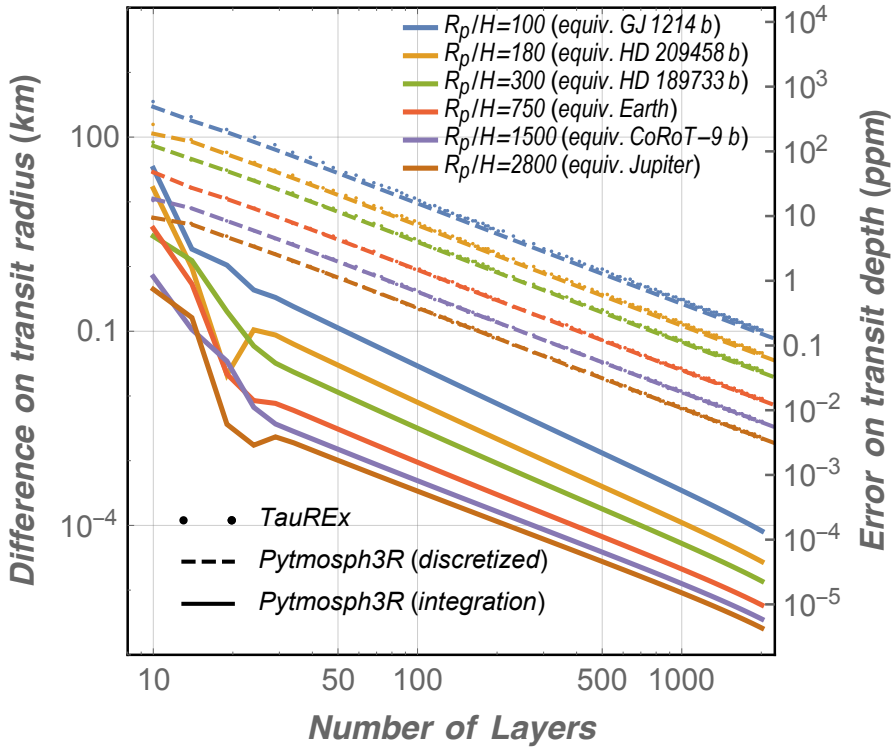 R_p/H=100 (equiv. GJ 1214 b)
R_p/H=180 (equiv. HD 209458 b)
R_p/H=300 (equiv. HD 189733 b)
R_p/H=750 (equiv. Earth)
R_p/H=1500 (equiv. CoRoT−9 b)
R_p/H=2800 (equiv. Jupiter)
Difference on transit radius (km)
100
0.1
10^−4
TauREx
Pytmosph3R (discretized)
Pytmosph3R (integration)
10^4
10^3
10^2
10
1
0.1
10^−2
10^−3
10^−4
10^−5
Error on transit depth (ppm)
10 50 100 500 1000
Number of Layers